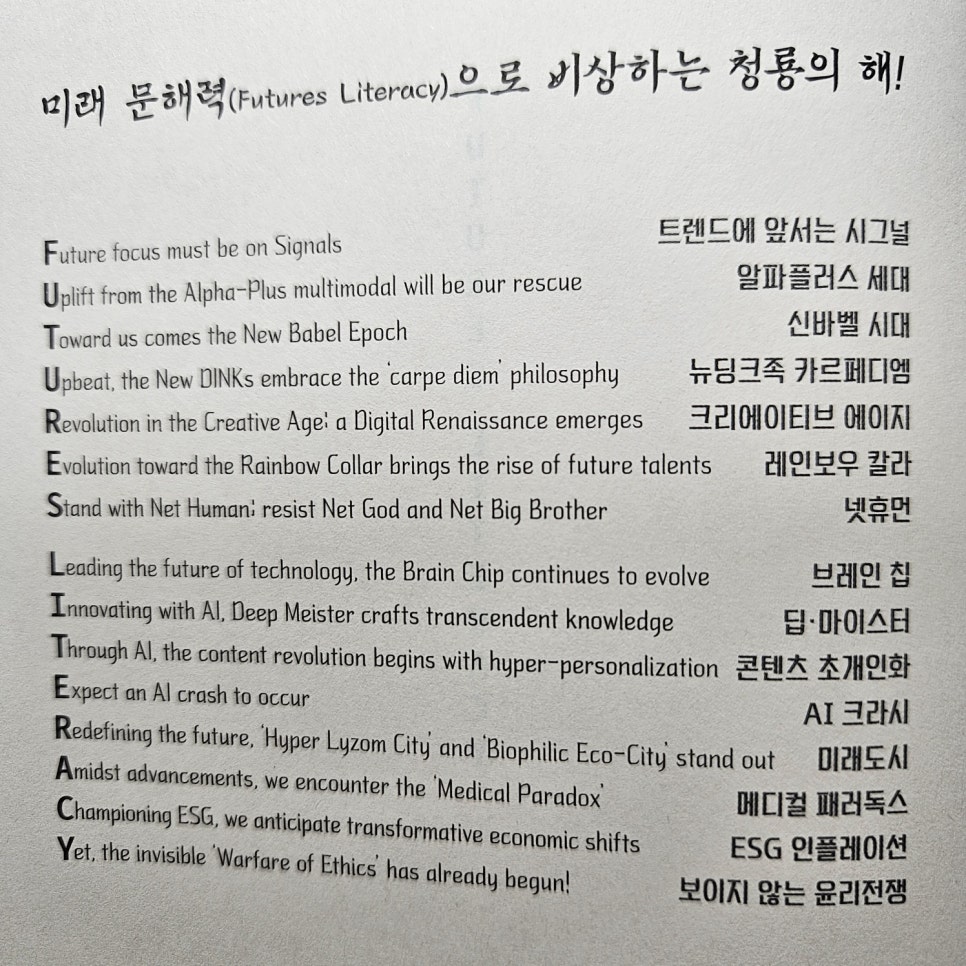 미래 문해력(Futures Literacy)으로 비상하는 청룡의 해!
Future focus must be on Signals 트렌드에 앞서는 시그널
Uplift from the Alpha-Plus multimodal will be our rescue 알파플러스 세대
Toward us comes the New Babel Epoch 신바벨 시대
Upbeat, the New DINKs embrace the 'carpe diem' philosophy 뉴딩크족 카르페디엠
Revolution in the Creative Age: a Digital Renaissance emerges 크리에이티브 에이지
Evolution toward the Rainbow Collar brings the rise of future talents 레인보우 칼라
Stand with Net Human: resist Net God and Net Big Brother 넷휴먼
Leading the future of technology, the Brain Chip continues to evolve 브레인 칩
Innovating with AI, Deep Meister crafts transcendent knowledge 딥·마이스터
Through AI, the content revolution begins with hyper-personalization 콘텐츠 초개인화
Expect an AI crash to occur AI 크라시
Redefining the future, 'Hyper Lyzom City' and 'Biophilic Eco-City' stand out 미래도시
Amidst advancements, we encounter the 'Medical Paradox' 메디컬 패러독스
Championing ESG, we anticipate transformative economic shifts ESG 인플레이션
Yet, the invisible 'Warfare of Ethics' has already begun! 보이지 않는 윤리전쟁